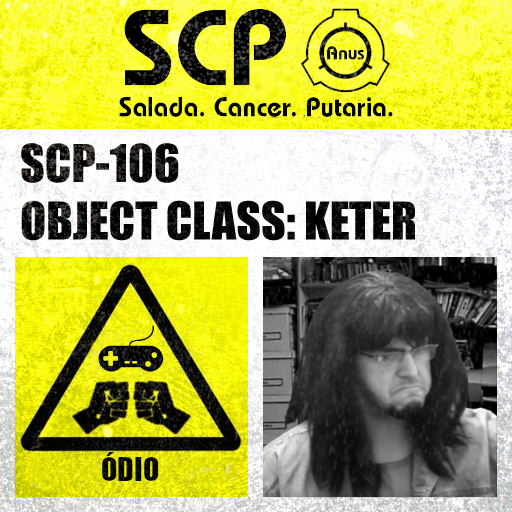 SCP
Anus
Salada. Cancer. Putaria.
SCP-106
OBJECT CLASS: KETER
ÓDIO